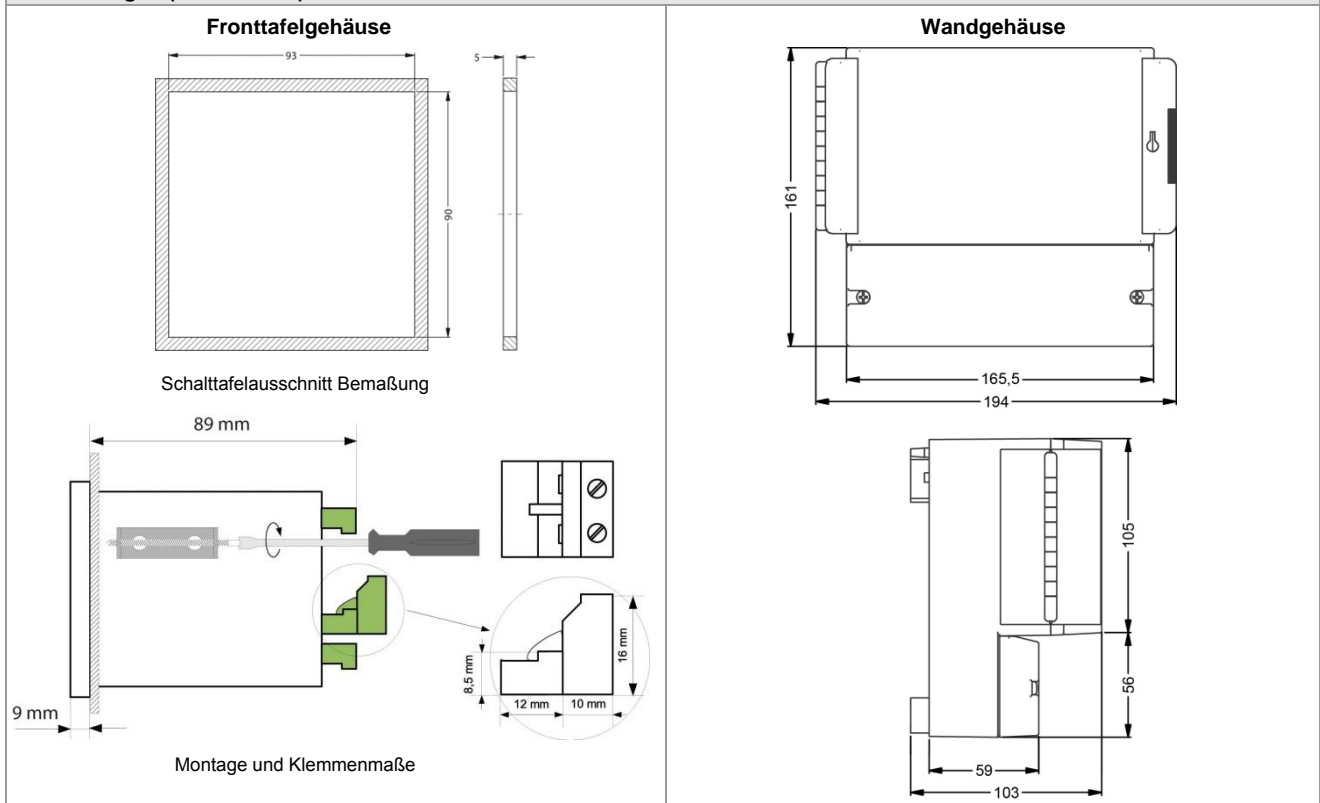 Fronttafelgehäuse
93
5
90
Schalttafelausschnitt Bemaßung
89 mm
8,5 mm
16 mm
12 mm
10 mm
9 mm
Montage und Klemmenmaße
Wandgehäuse
161
165,5
194
105
56
59
103